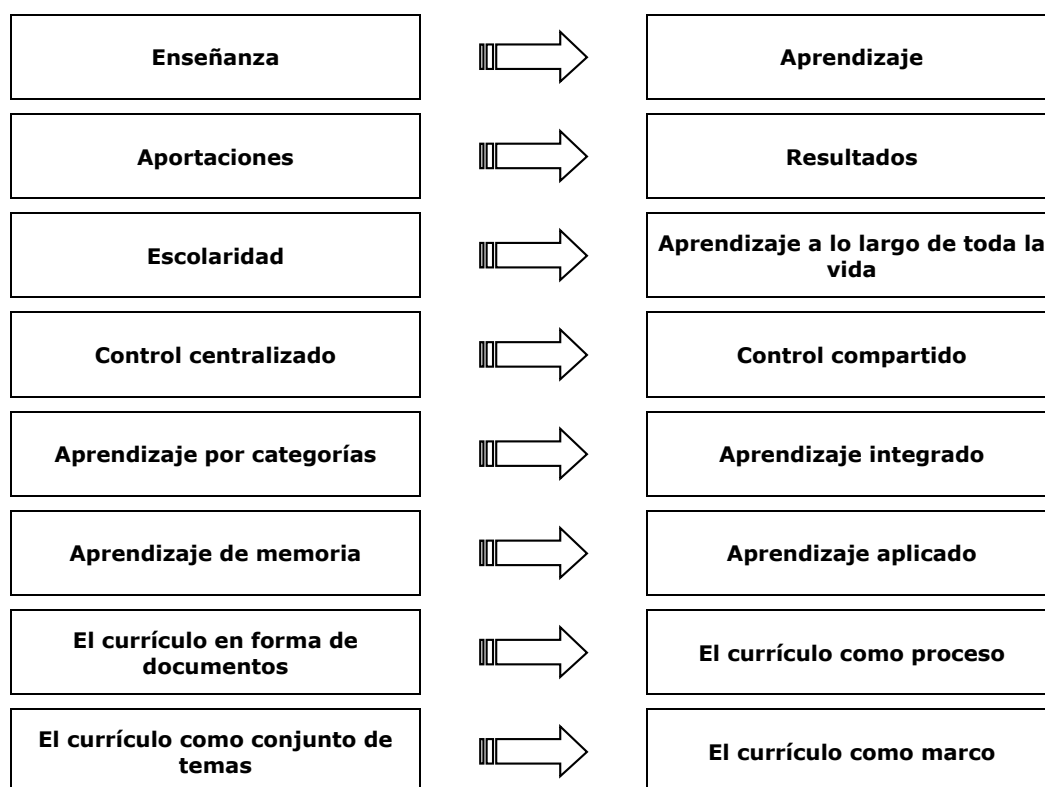 Enseñanza
Aprendizaje
Aportaciones
Resultados
Escolaridad
Aprendizaje a lo largo de toda la
vida
Control centralizado
Control compartido
Aprendizaje por categorías
Aprendizaje integrado
Aprendizaje de memoria
Aprendizaje aplicado
El currículo en forma de
documentos
El currículo como proceso
El currículo como conjunto de
temas
El currículo como marco